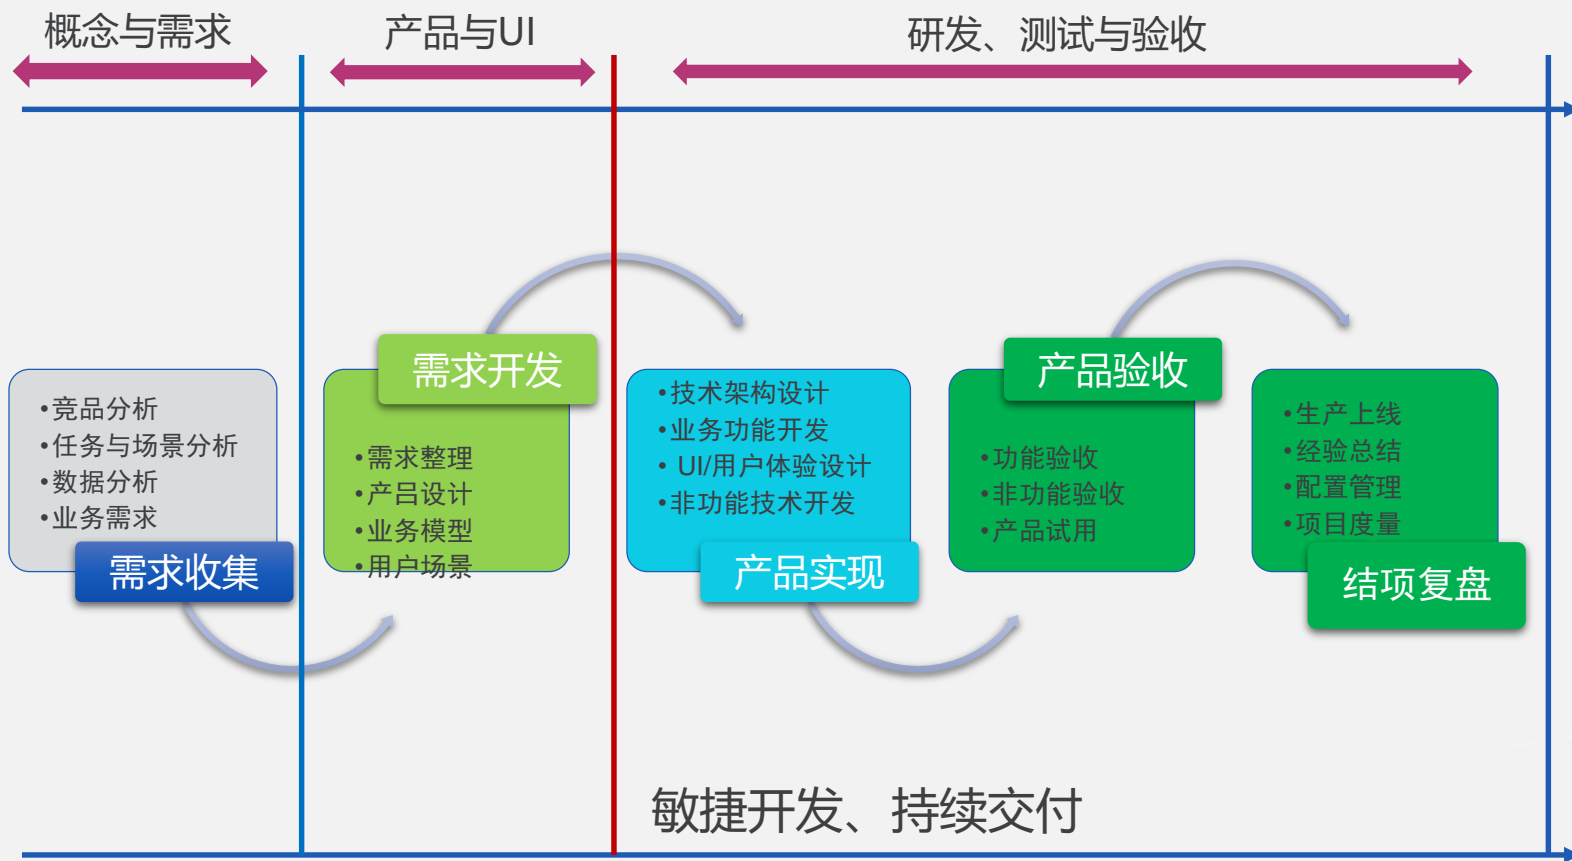 概念与需求
产品与UI
研发、测试与验收
•竞品分析
•任务与场景分析
•数据分析
•业务需求
需求收集
需求开发
•需求整理
•产品设计
•业务模型
•用户场景
•技术架构设计
•业务功能开发
• UI/用户体验设计
•非功能技术开发
产品实现
产品验收
•功能验收
•非功能验收
•产品试用
•生产上线
•经验总结
•配置管理
•项目度量
结项复盘
敏捷开发、持续交付